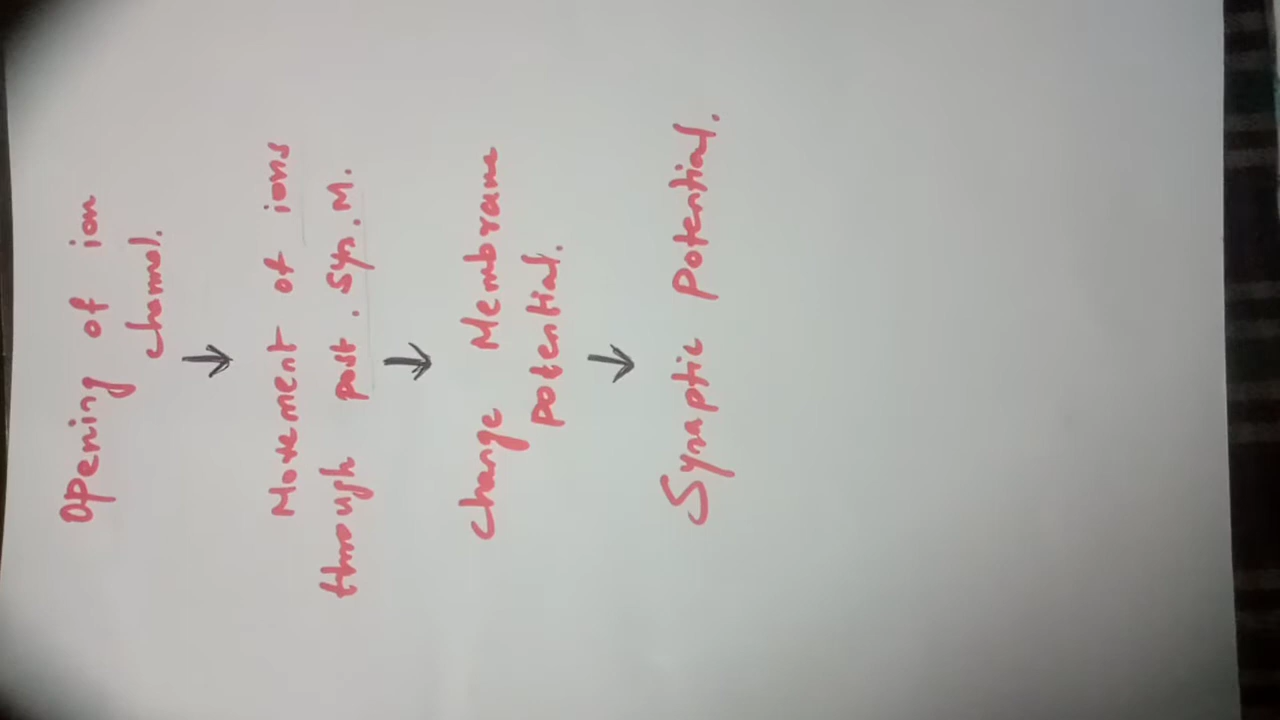 Opening of ion
channel.
↓
Movement of ions
through post. Syn. M.
↓
Change Membrane
potential.
↓
Synaptic Potential.